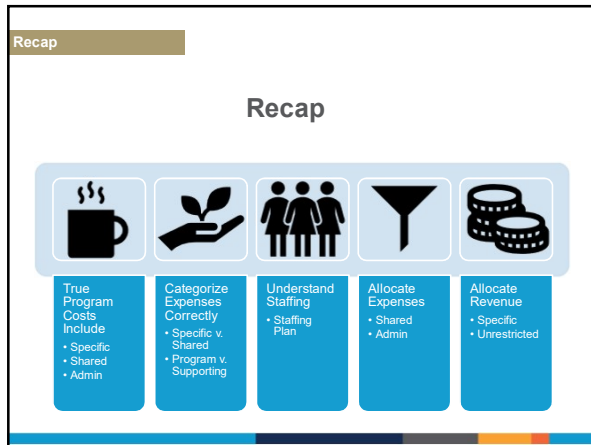 Recap
Recap
True
Program
Costs
Include
• Specific
• Shared
• Admin
Categorize
Expenses
Correctly
• Specific v.
Shared
• Program v.
Supporting
Understand
Staffing
• Staffing
Plan
Allocate
Expenses
• Shared
• Admin
Allocate
Revenue
• Specific
• Unrestricted